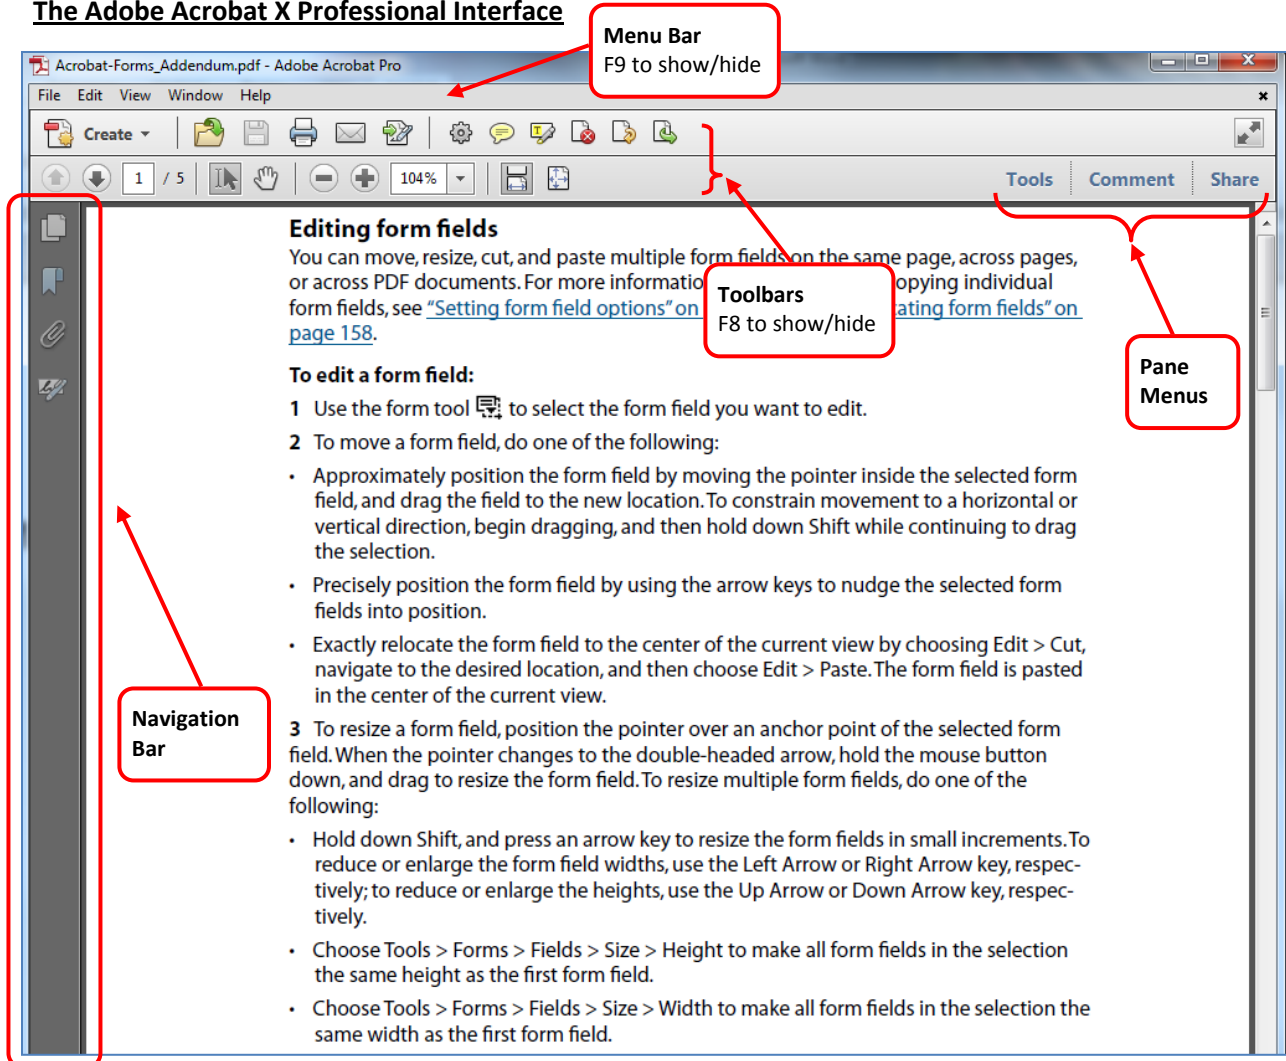 The Adobe Acrobat X Professional Interface
Menu Bar
F9 to show/hide
Acrobat-Forms_Addendum.pdf - Adobe Acrobat Pro
File Edit View Window Help
Create
1 / 5
104%
Tools Comment Share
Editing form fields
You can move, resize, cut, and paste multiple form fields on the same page, across pages,
or across PDF documents. For more informatio opying individual
form fields, see "Setting form field options" on ating form fields" on
page 158.
Toolbars
F8 to show/hide
Pane
Menus
To edit a form field:
1 Use the form tool to select the form field you want to edit.
2 To move a form field, do one of the following:
• Approximately position the form field by moving the pointer inside the selected form
field, and drag the field to the new location. To constrain movement to a horizontal or
vertical direction, begin dragging, and then hold down Shift while continuing to drag
the selection.
• Precisely position the form field by using the arrow keys to nudge the selected form
fields into position.
• Exactly relocate the form field to the center of the current view by choosing Edit > Cut,
navigate to the desired location, and then choose Edit > Paste. The form field is pasted
in the center of the current view.
Navigation
Bar
3 To resize a form field, position the pointer over an anchor point of the selected form
field. When the pointer changes to the double-headed arrow, hold the mouse button
down, and drag to resize the form field. To resize multiple form fields, do one of the
following:
• Hold down Shift, and press an arrow key to resize the form fields in small increments. To
reduce or enlarge the form field widths, use the Left Arrow or Right Arrow key, respec-
tively; to reduce or enlarge the heights, use the Up Arrow or Down Arrow key, respec-
tively.
• Choose Tools > Forms > Fields > Size > Height to make all form fields in the selection
the same height as the first form field.
• Choose Tools > Forms > Fields > Size > Width to make all form fields in the selection the
same width as the first form field.